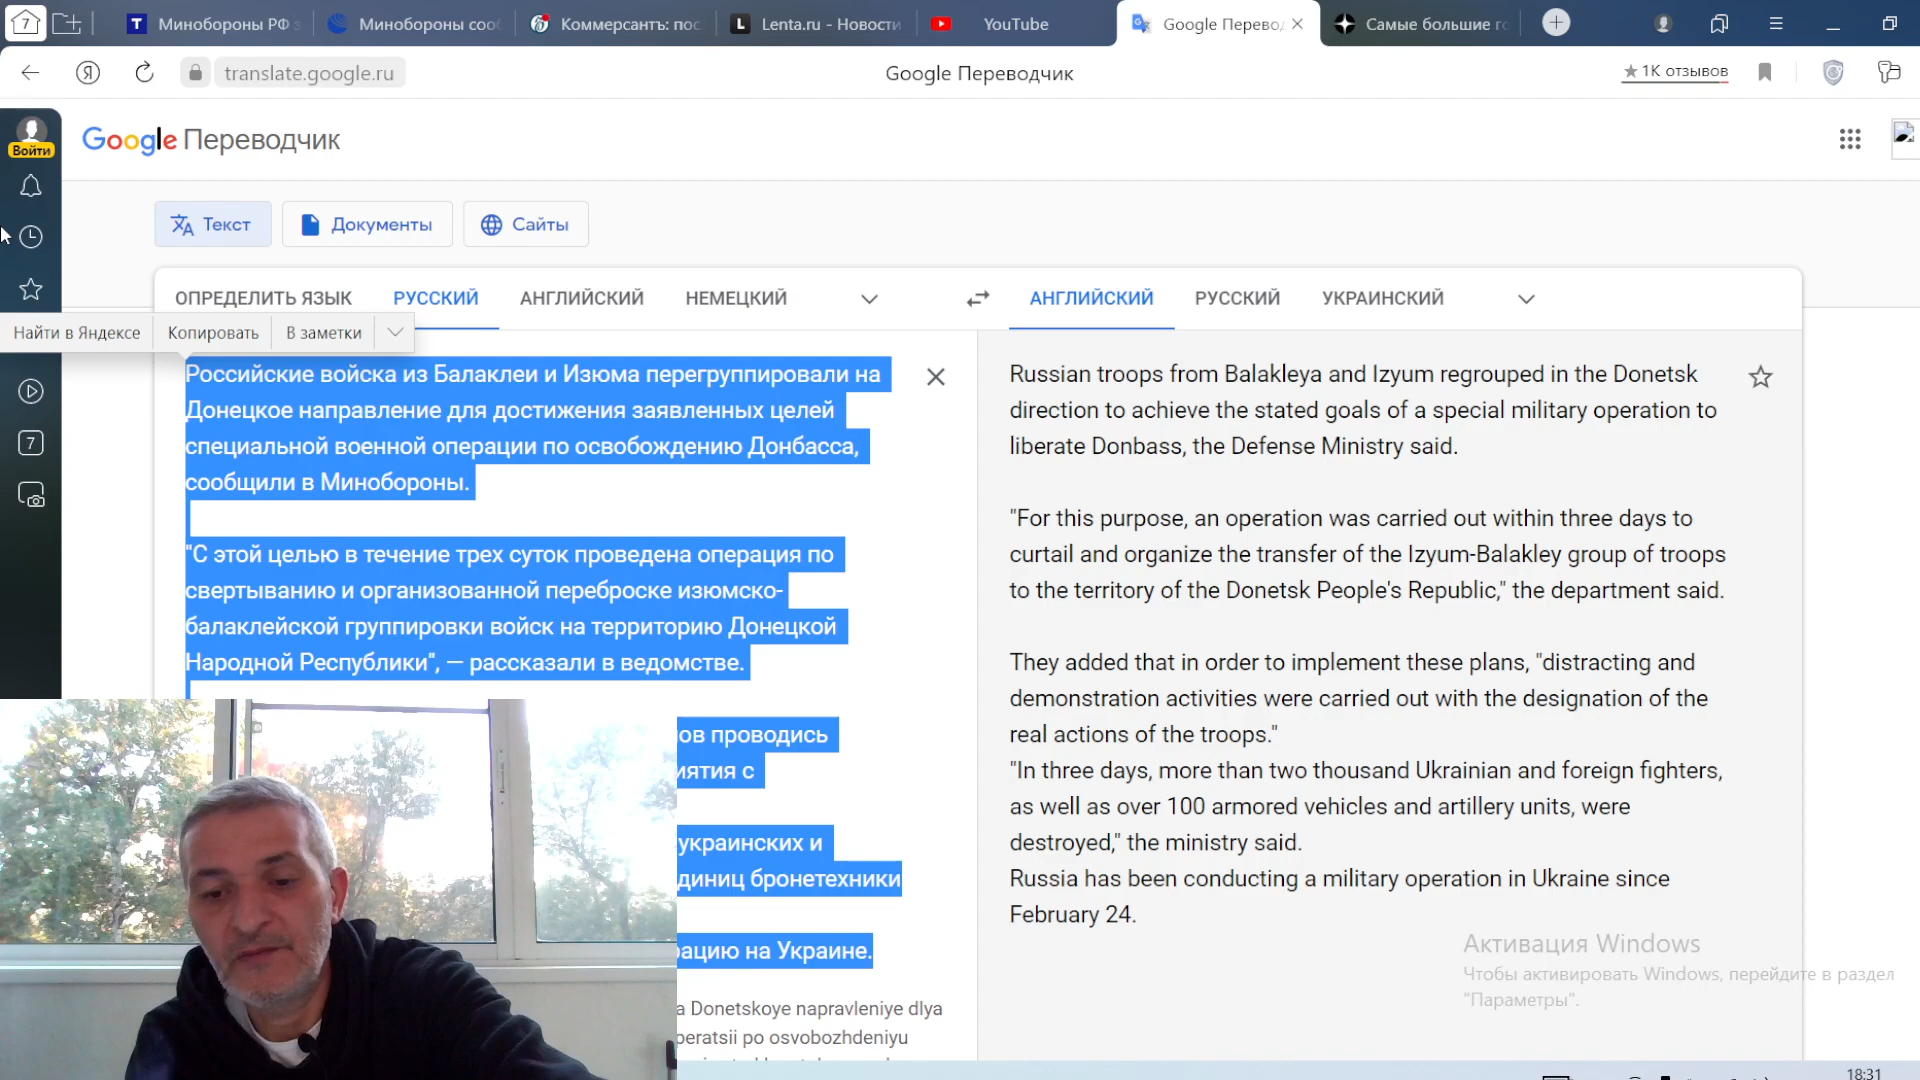 7
Минобороны РФ з
Минобороны соо
Коммерсантъ: пос
Lenta.ru - Новости
YouTube
Google Перево
Самые большие го
translate.google.ru
Google Переводчик
★ 1K отзывов
Войти
Google Переводчик
Текст
Документы
Сайты
ОПРЕДЕЛИТЬ ЯЗЫК
РУССКИЙ
АНГЛИЙСКИЙ
НЕМЕЦКИЙ
АНГЛИЙСКИЙ
РУССКИЙ
УКРАИНСКИЙ
Найти в Яндексе
Копировать
В заметки
7
Российские войска из Балаклеи и Изюма перегруппировали на
Донецкое направление для достижения заявленных целей
специальной военной операции по освобождению Донбасса,
сообщили в Минобороны.
"С этой целью в течение трех суток проведена операция по
свертыванию и организованной переброске изюмско-
балаклейской группировки войск на территорию Донецкой
Народной Республики", — рассказали в ведомстве.
ов проводись
иятия с
украинских и
диниц бронетехники
рацию на Украине.
a Donetskoye napravleniye dlya
peratsii po osvobozhdeniyu
Russian troops from Balakleya and Izyum regrouped in the Donetsk
direction to achieve the stated goals of a special military operation to
liberate Donbass, the Defense Ministry said.
"For this purpose, an operation was carried out within three days to
curtail and organize the transfer of the Izyum-Balakley group of troops
to the territory of the Donetsk People's Republic," the department said.
They added that in order to implement these plans, "distracting and
demonstration activities were carried out with the designation of the
real actions of the troops."
"In three days, more than two thousand Ukrainian and foreign fighters,
as well as over 100 armored vehicles and artillery units, were
destroyed," the ministry said.
Russia has been conducting a military operation in Ukraine since
February 24.
Активация Windows
Чтобы активировать Windows, перейдите в раздел
"Параметры".
18:31